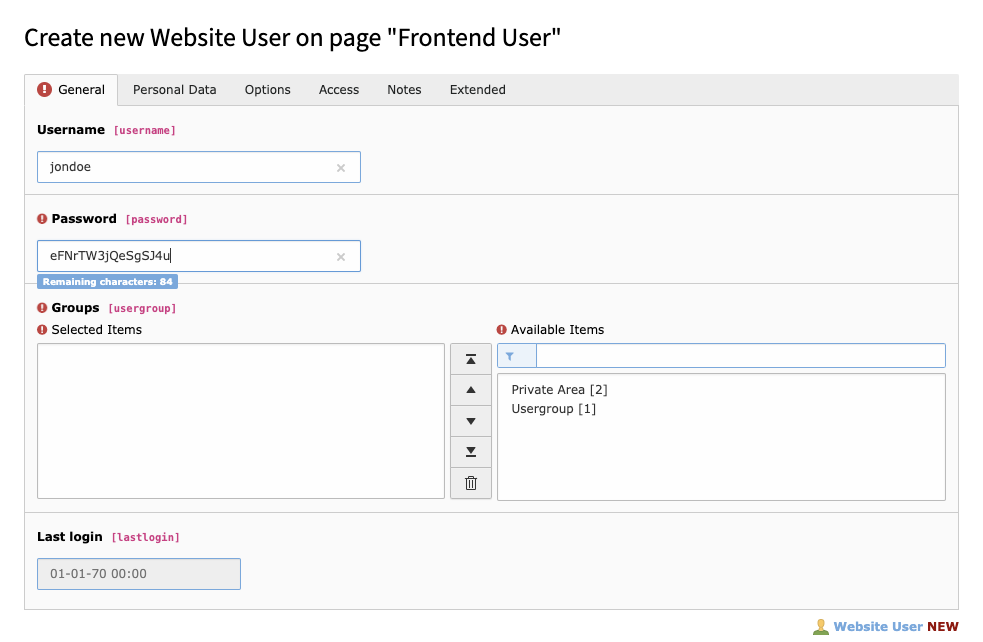 Create new Website User on page "Frontend User"
General Personal Data Options Access Notes Extended
Username [username]
jondoe
Password [password]
eFNrTW3jQeSgSJ4u
Remaining characters: 84
Groups [usergroup]
Selected Items
Available Items
Private Area [2]
Usergroup [1]
Last login [lastlogin]
01-01-70 00:00
Website User NEW